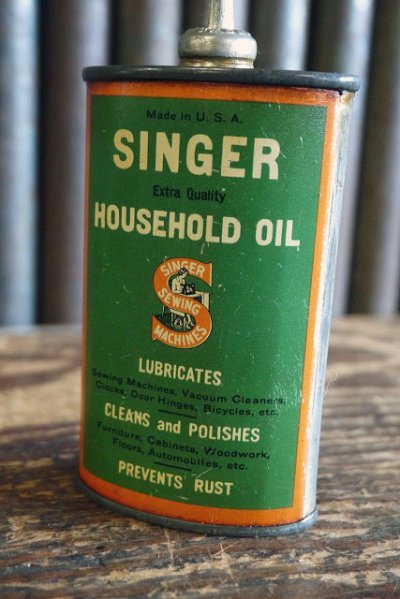 Made in U. S. A.
SINGER
Extra Quality
HOUSEHOLD OIL
SINGER
SEWING
MACHINES
LUBRICATES
Sewing Machines, Vacuum Cleaners,
Clocks, Door Hinges, Bicycles, etc.
CLEANS and POLISHES
Furniture, Cabinets, Woodwork,
Floors, Automobiles, etc.
PREVENTS RUST